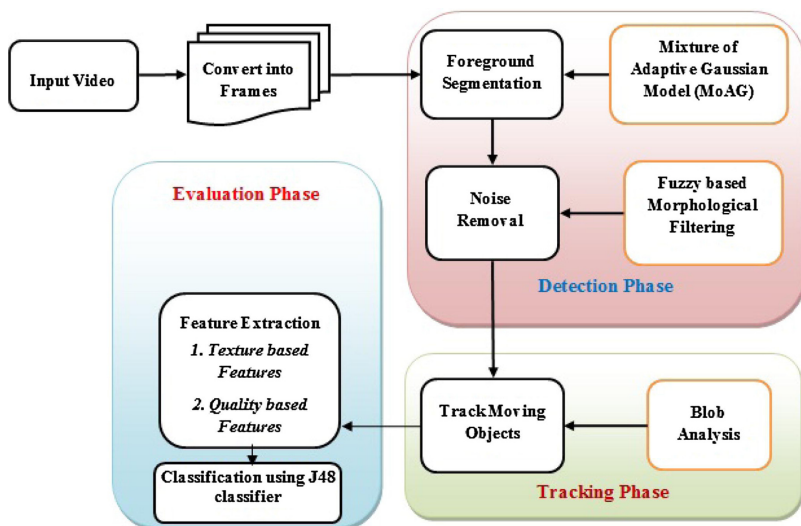 Input Video
Convert into
Frames
Foreground
Segmentation
Mixture of
Adaptive Gaussian
Model (MoAG)
Noise
Removal
Fuzzy based
Morphological
Filtering
Detection Phase
Evaluation Phase
Feature Extraction
1. Texture based
Features
2. Quality based
Features
Classification using J48
classifier
Track Moving
Objects
Blob
Analysis
Tracking Phase